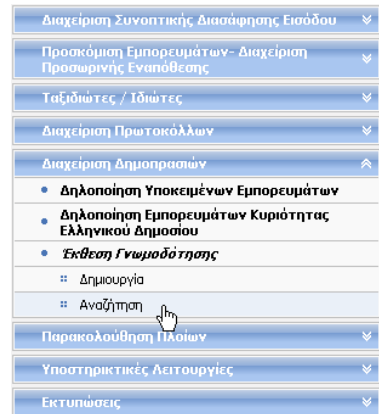 Διαχείριση Συνοπτικής Διασάφησης Εισόδου
Προσκόμιση Εμπορευμάτων- Διαχείριση
Προσωρινής Εναπόθεσης
Ταξιδιώτες / Ιδιώτες
Διαχείριση Πρωτοκόλλων
Διαχείριση Δημοπρασιών
Δηλοποίηση Υποκειμένων Εμπορευμάτων
Δηλοποίηση Εμπορευμάτων Κυριότητας
Ελληνικού Δημοσίου
Έκθεση Γνωμοδότησης
Δημιουργία
Αναζήτηση
Παρακολούθηση Πλοίων
Υποστηρικτικές Λειτουργίες
Εκτυπώσεις